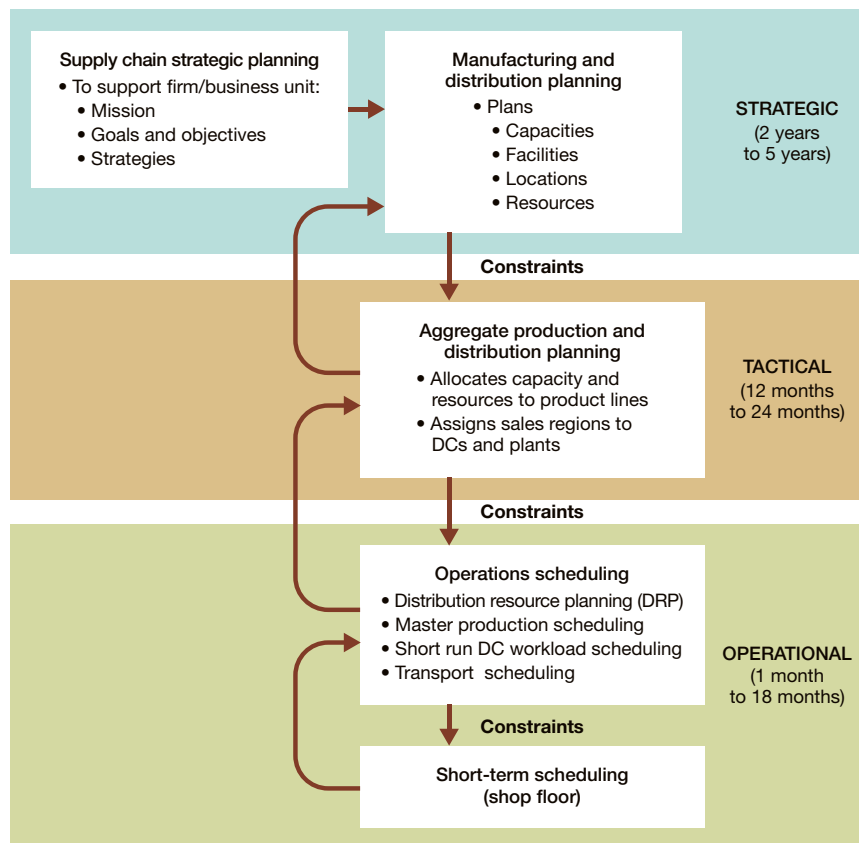 Supply chain strategic planning
• To support firm/business unit:
• Mission
• Goals and objectives
• Strategies
Manufacturing and
distribution planning
• Plans
• Capacities
• Facilities
• Locations
• Resources
STRATEGIC
(2 years
to 5 years)
Constraints
Aggregate production and
distribution planning
• Allocates capacity and
resources to product lines
• Assigns sales regions to
DCs and plants
TACTICAL
(12 months
to 24 months)
Constraints
Operations scheduling
• Distribution resource planning (DRP)
• Master production scheduling
• Short run DC workload scheduling
• Transport scheduling
OPERATIONAL
(1 month
to 18 months)
Constraints
Short-term scheduling
(shop floor)